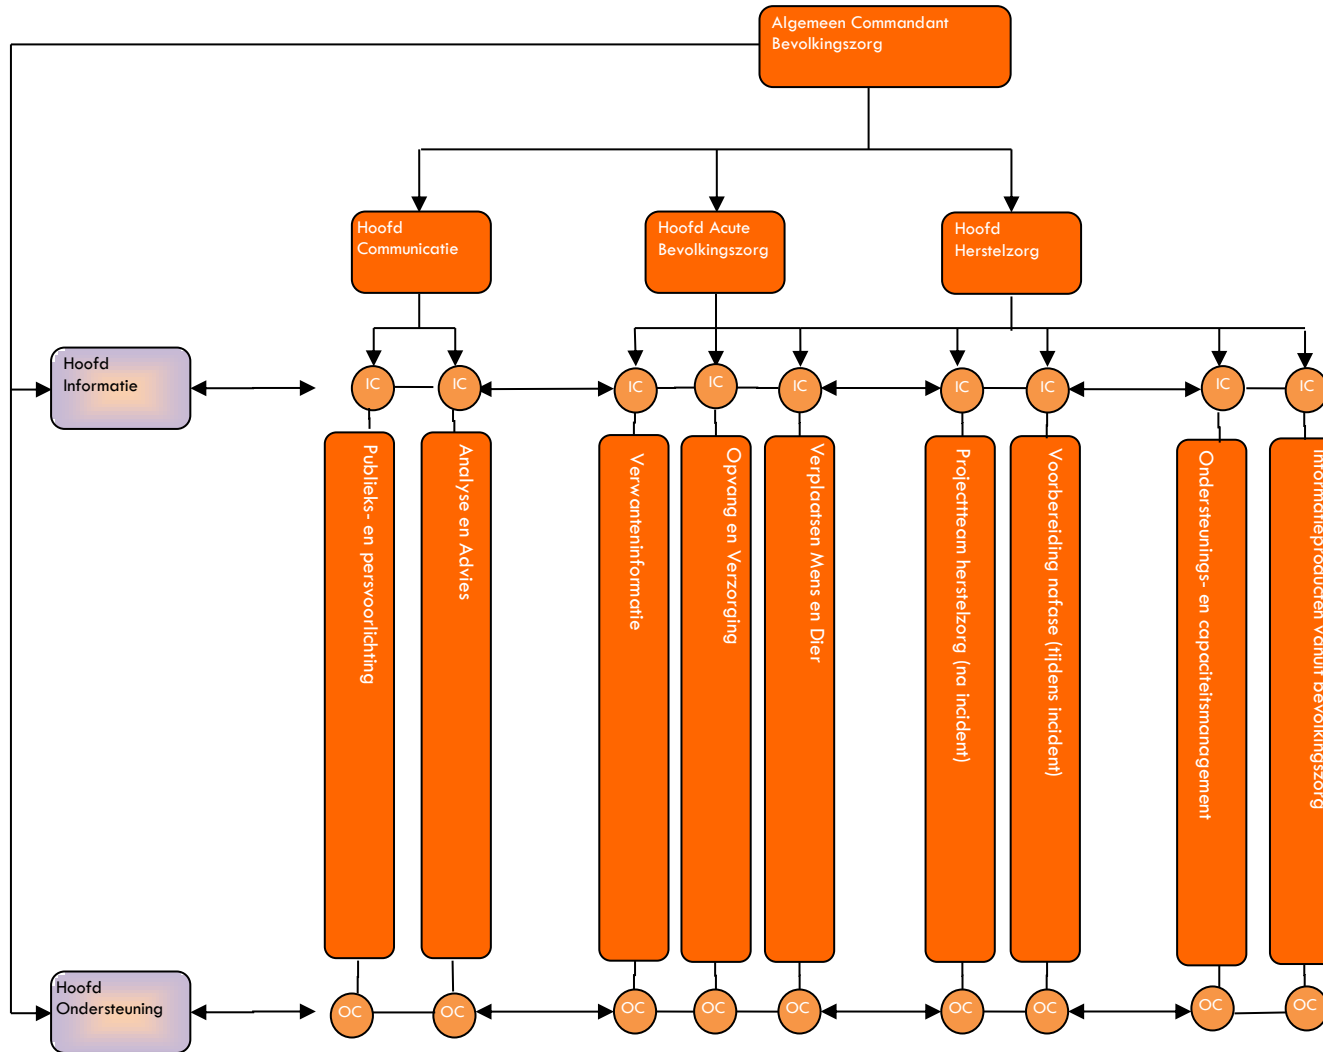 Algemeen Commandant
Bevolkingszorg
Hoofd
Communicatie
Hoofd Acute
Bevolkingszorg
Hoofd
Herstelzorg
Hoofd
Informatie
IC
IC
IC
IC
IC
IC
IC
IC
IC
Publieks- en persvoorlichting
Analyse en Advies
Verwanteninformatie
Opvang en Verzorging
Verplaatsen Mens en Dier
Projectteam herstelzorg (na incident)
Voorbereiding nafase (tijdens incident)
Ondersteunings- en capaciteitsmanagement
Informatieproducten vanuit bevolkingszorg
Hoofd
Ondersteuning
OC
OC
OC
OC
OC
OC
OC
OC
OC